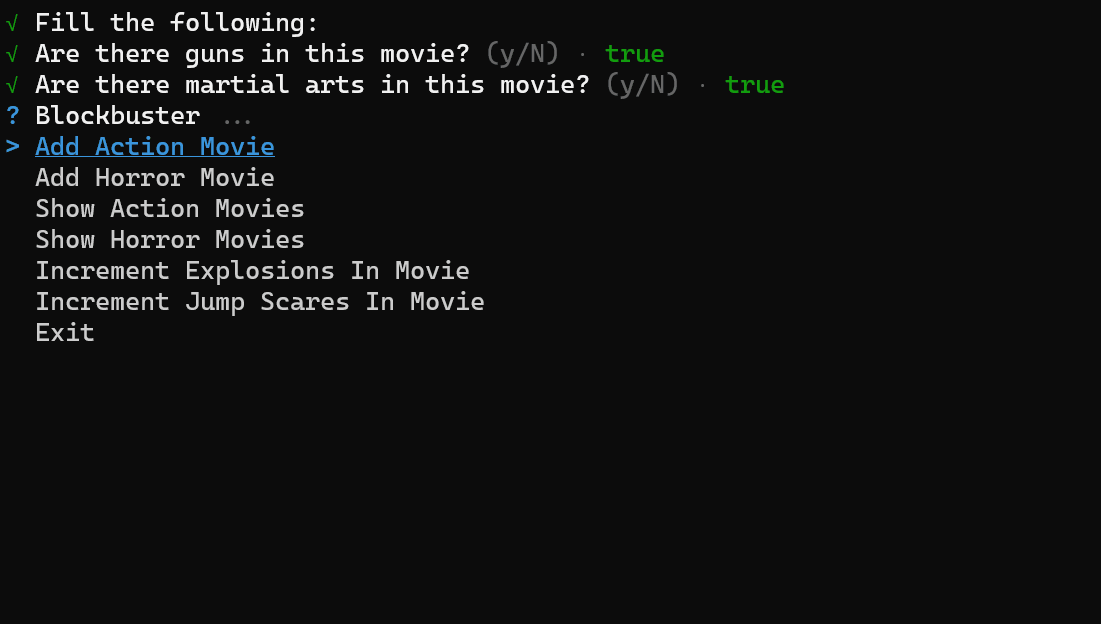 √ Fill the following:
√ Are there guns in this movie? (y/N) · true
√ Are there martial arts in this movie? (y/N) · true
? Blockbuster ...
> Add Action Movie
Add Horror Movie
Show Action Movies
Show Horror Movies
Increment Explosions In Movie
Increment Jump Scares In Movie
Exit